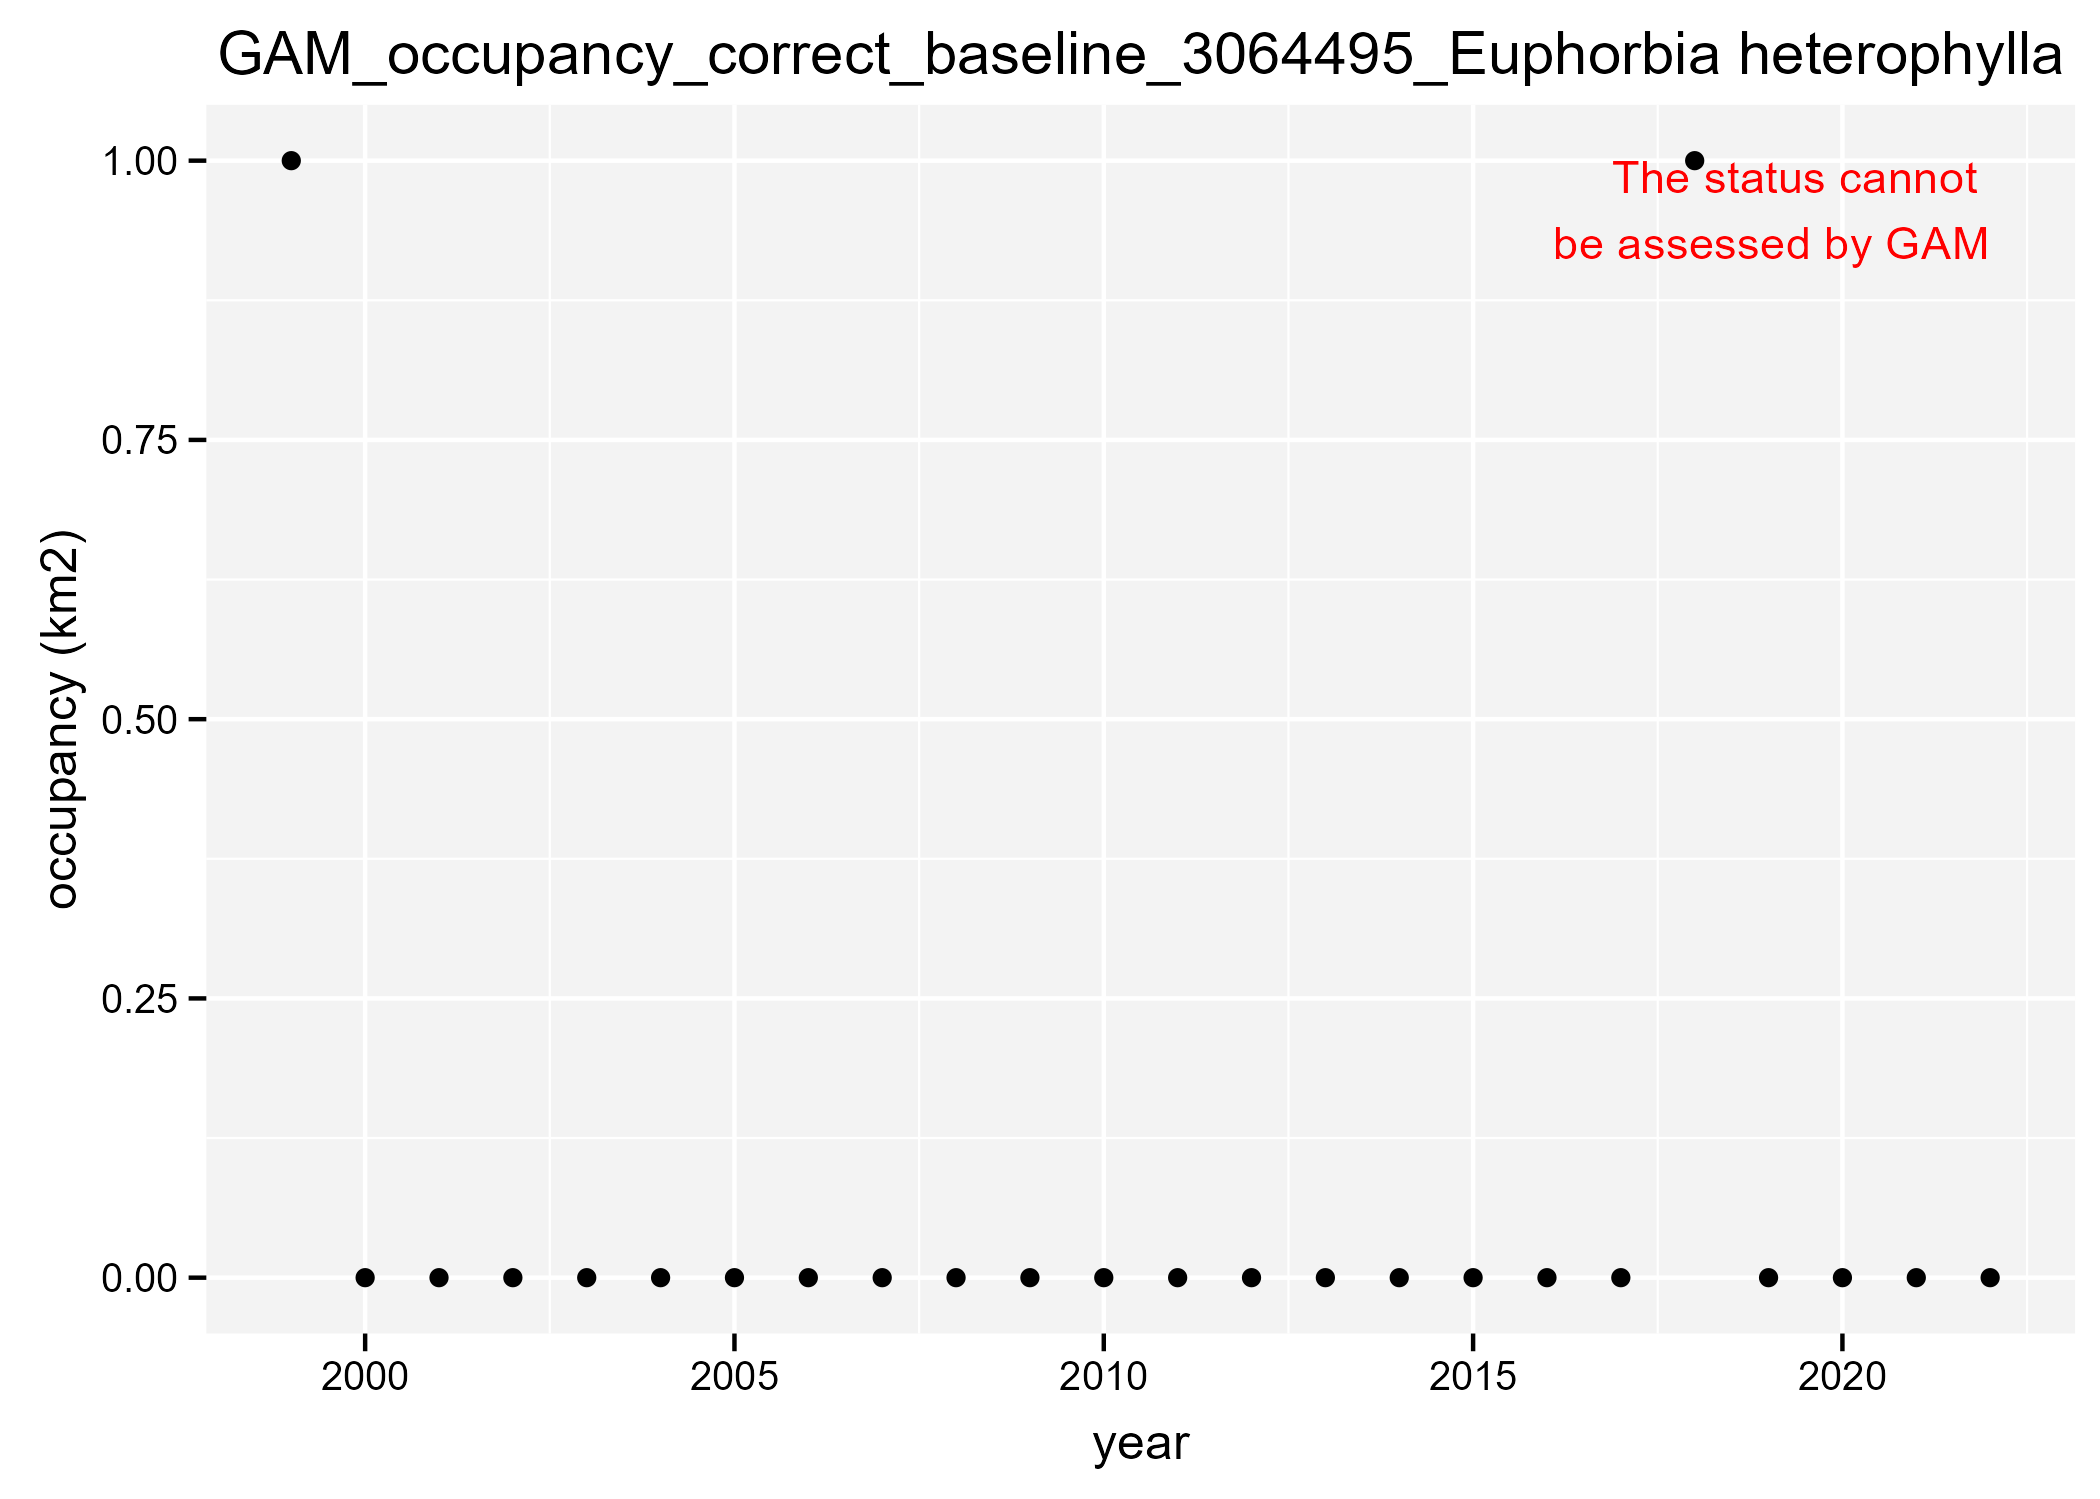 GAM_occupancy_correct_baseline_3064495_Euphorbia heterophylla
1.00
The status cannot
be assessed by GAM
0.75
occupancy (km2)
0.50
0.25
0.00
2000 2005 2010 2015 2020
year